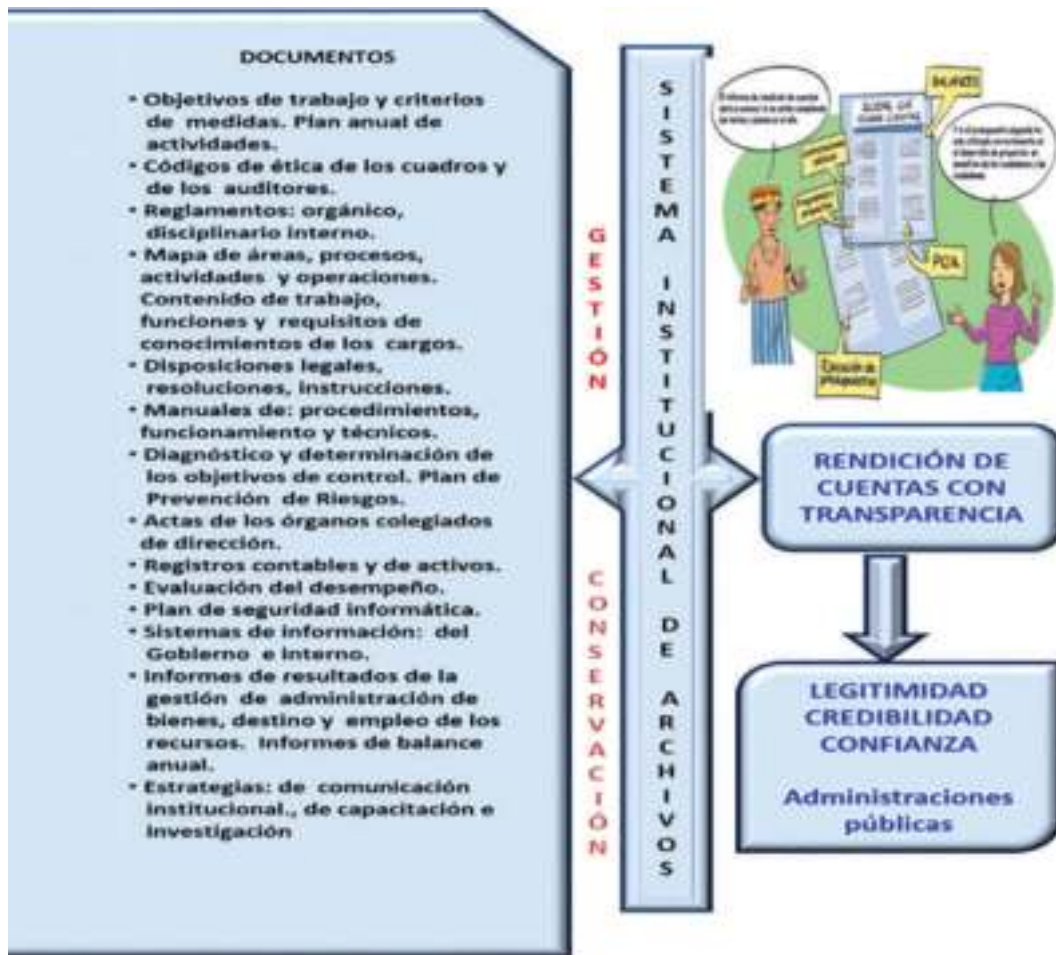 DOCUMENTOS
• Objetivos de trabajo y criterios
de medidas. Plan anual de
actividades.
• Códigos de ética de los cuadros y
de los auditores.
• Reglamentos: orgánico,
disciplinario interno.
• Mapa de áreas, procesos,
actividades y operaciones.
Contenido de trabajo,
funciones y requisitos de
conocimientos de los cargos.
• Disposiciones legales,
resoluciones, instrucciones.
• Manuales de: procedimientos,
funcionamiento y técnicos.
• Diagnóstico y determinación de
los objetivos de control. Plan de
Prevención de Riesgos.
• Actas de los órganos colegiados
de dirección.
• Registros contables y de activos.
• Evaluación del desempeño.
• Plan de seguridad informática.
• Sistemas de información: del
Gobierno e interno.
• Informes de resultados de la
gestión de administración de
bienes, destino y empleo de los
recursos. Informes de balance
anual.
• Estrategias: de comunicación
institucional., de capacitación e
investigación
GESTIÓN
CONSERVACIÓN
SISTEMA INSTITUCIONAL DE ARCHIVOS
BALANCES
POA
Ejecución de
presupuestos
RENDICIÓN DE
CUENTAS CON
TRANSPARENCIA
LEGITIMIDAD
CREDIBILIDAD
CONFIANZA
Administraciones
públicas